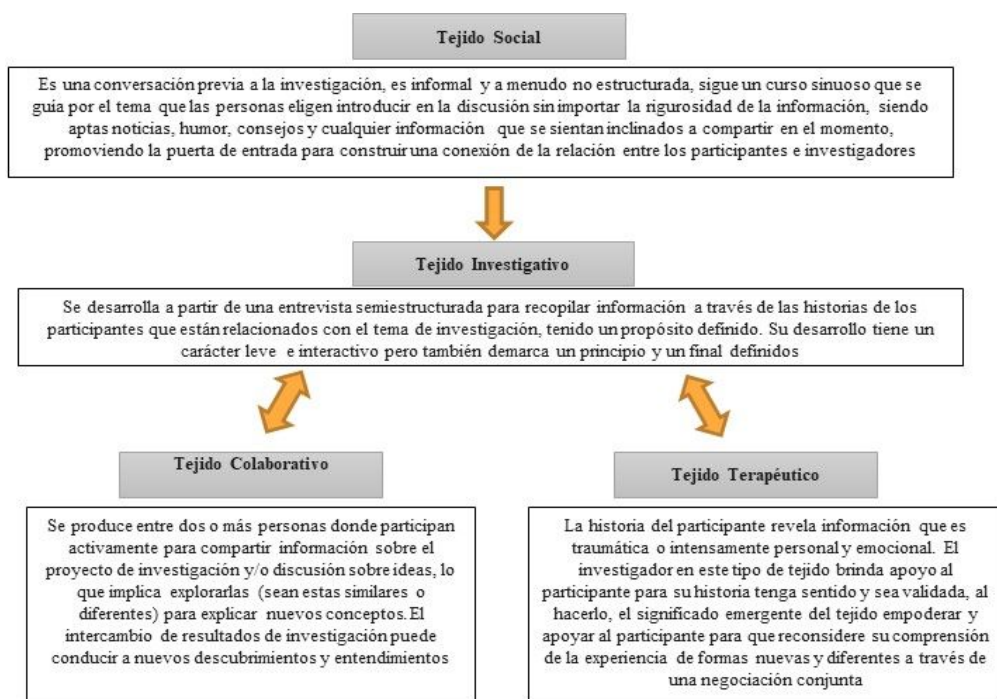 Tejido Social
Es una conversación previa a la investigación, es informal y a menudo no estructurada, sigue un curso sinuoso que se
guía por el tema que las personas eligen introducir en la discusión sin importar la rigurosidad de la información, siendo
aptas noticias, humor, consejos y cualquier información que se sientan inclinados a compartir en el momento,
promoviendo la puerta de entrada para construir una conexión de la relación entre los participantes e investigadores
Tejido Investigativo
Se desarrolla a partir de una entrevista semiestructurada para recopilar información a través de las historias de los
participantes que están relacionados con el tema de investigación, tenido un propósito definido. Su desarrollo tiene un
carácter leve e interactivo pero también demarca un principio y un final definidos
Tejido Colaborativo
Se produce entre dos o más personas donde participan
activamente para compartir información sobre el
proyecto de investigación y/o discusión sobre ideas, lo
que implica explorarlas (sean estas similares o
diferentes) para explicar nuevos conceptos.El
intercambio de resultados de investigación puede
conducir a nuevos descubrimientos y entendimientos
Tejido Terapéutico
La historia del participante revela información que es
traumática o intensamente personal y emocional. El
investigador en este tipo de tejido brinda apoyo al
participante para su historia tenga sentido y sea validada, al
hacerlo, el significado emergente del tejido empoderar y
apoyar al participante para que reconsidere su comprensión
de la experiencia de formas nuevas y diferentes a través de
una negociación conjunta